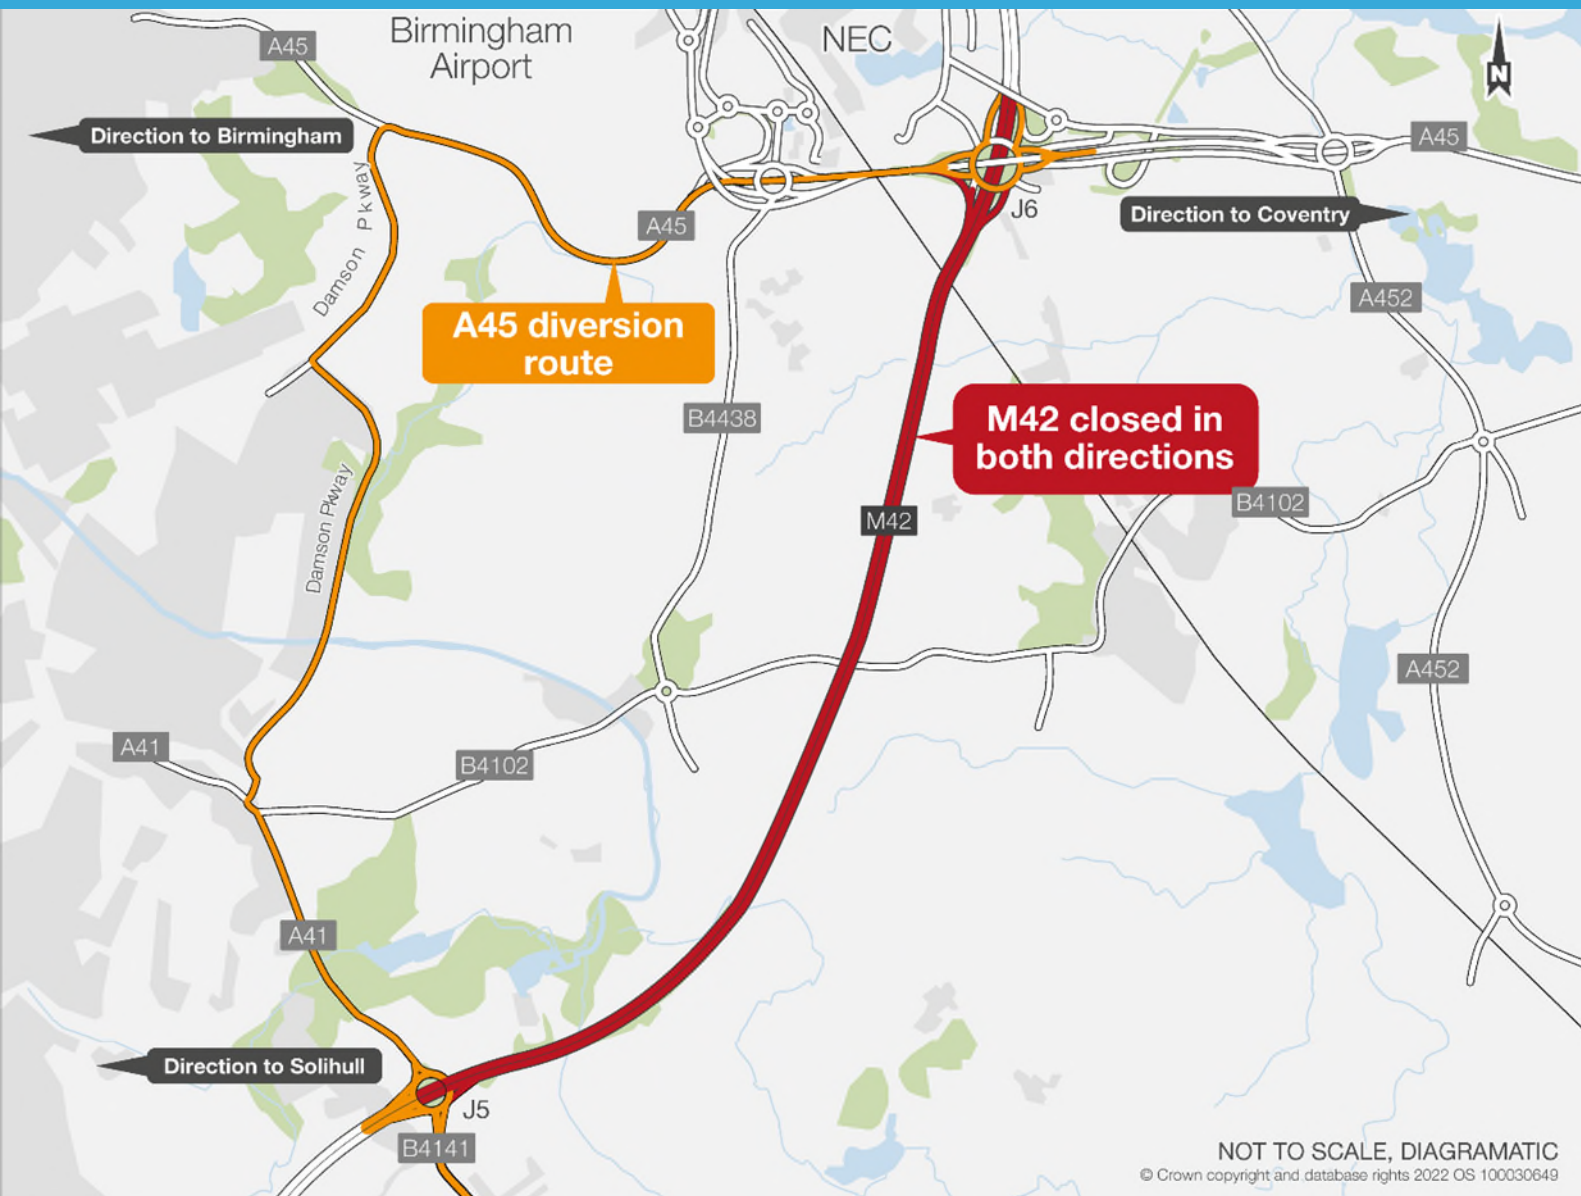 Birmingham
Airport
NEC
A45
N
Direction to Birmingham
A45
Damson Pkway
J6
Direction to Coventry
A45
A452
A45 diversion
route
B4438
M42 closed in
both directions
Damson Pkway
M42
B4102
A452
A41
B4102
A41
Direction to Solihull
J5
B4141
NOT TO SCALE, DIAGRAMATIC
© Crown copyright and database rights 2022 OS 100030649